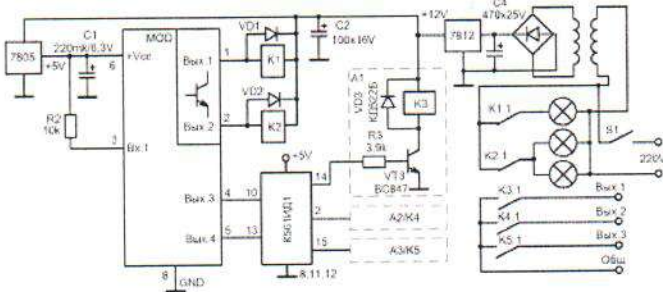 C4
470x25V
VD1
C2
100x16V
+12V
7812
C1
220mk/6,3V
MOD
7805
+5V
6
+Vcc
Вых.1
1
K1
A1
VD3
КД522Б
K3
VD2
R2
10k
Вых.2
2
K2
K1.1
3
Вх.1
+5V
R3
3.9k
K2.1
S1
220V
14
VT3
BC847
K3.1
Вых.1
Вых.3
4
10
К561ИД1
2
A2/K4
K4.1
Вых.2
Вых.4
5
13
15
A3/K5
K5.1
Вых.3
8
GND
8,11,12
Общ